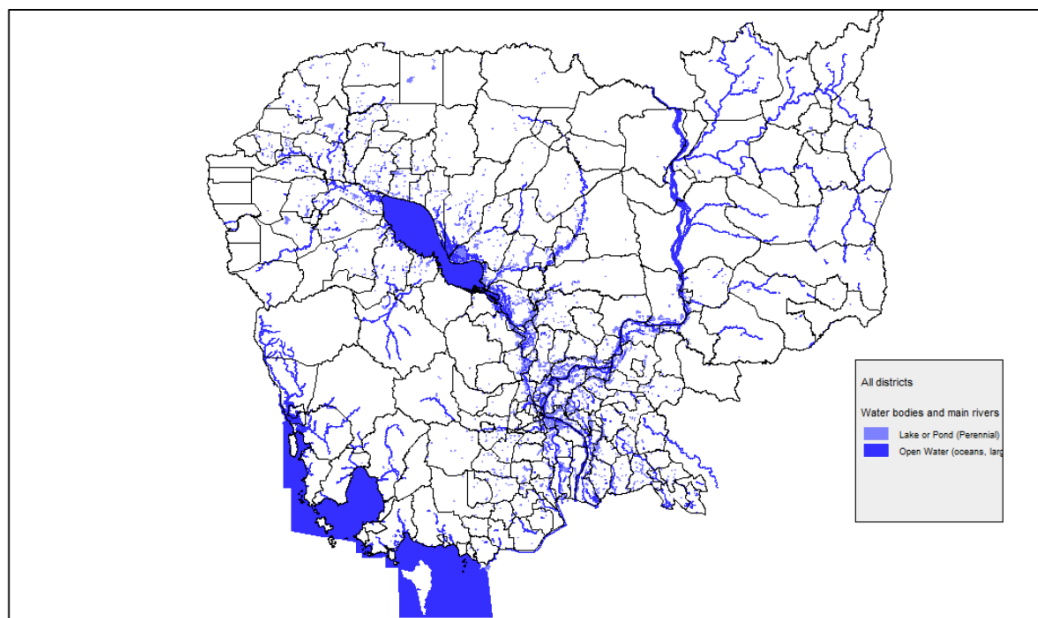 All districts
Water bodies and main rivers
Lake or Pond (Perennial)
Open Water (oceans, larg